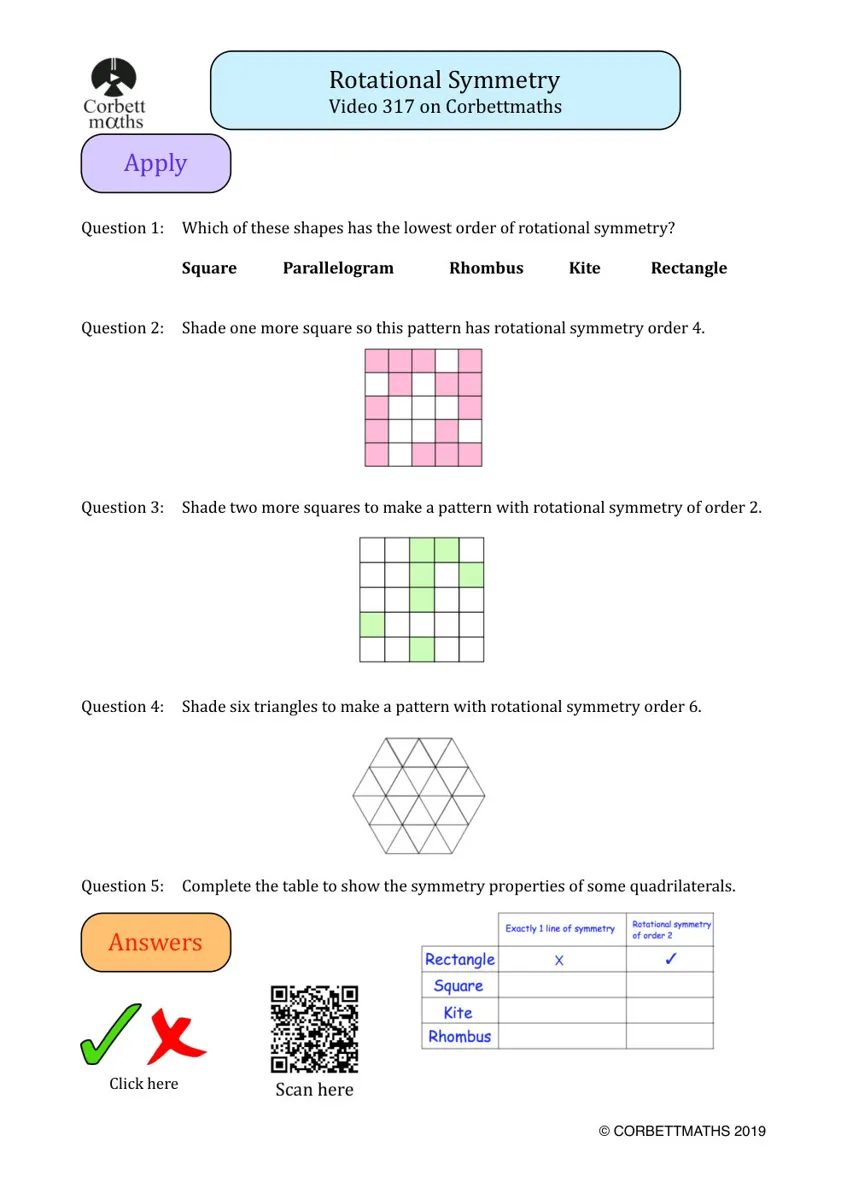 Corbett
mαths
Rotational Symmetry
Video 317 on Corbettmaths
Apply
Question 1: Which of these shapes has the lowest order of rotational symmetry?
Square Parallelogram Rhombus Kite Rectangle
Question 2: Shade one more square so this pattern has rotational symmetry order 4.
Question 3: Shade two more squares to make a pattern with rotational symmetry of order 2.
Question 4: Shade six triangles to make a pattern with rotational symmetry order 6.
Question 5: Complete the table to show the symmetry properties of some quadrilaterals.
Answers
Click here
Scan here
Exactly 1 line of symmetry
Rotational symmetry
of order 2
Rectangle X ✓
Square
Kite
Rhombus
© CORBETTMATHS 2019